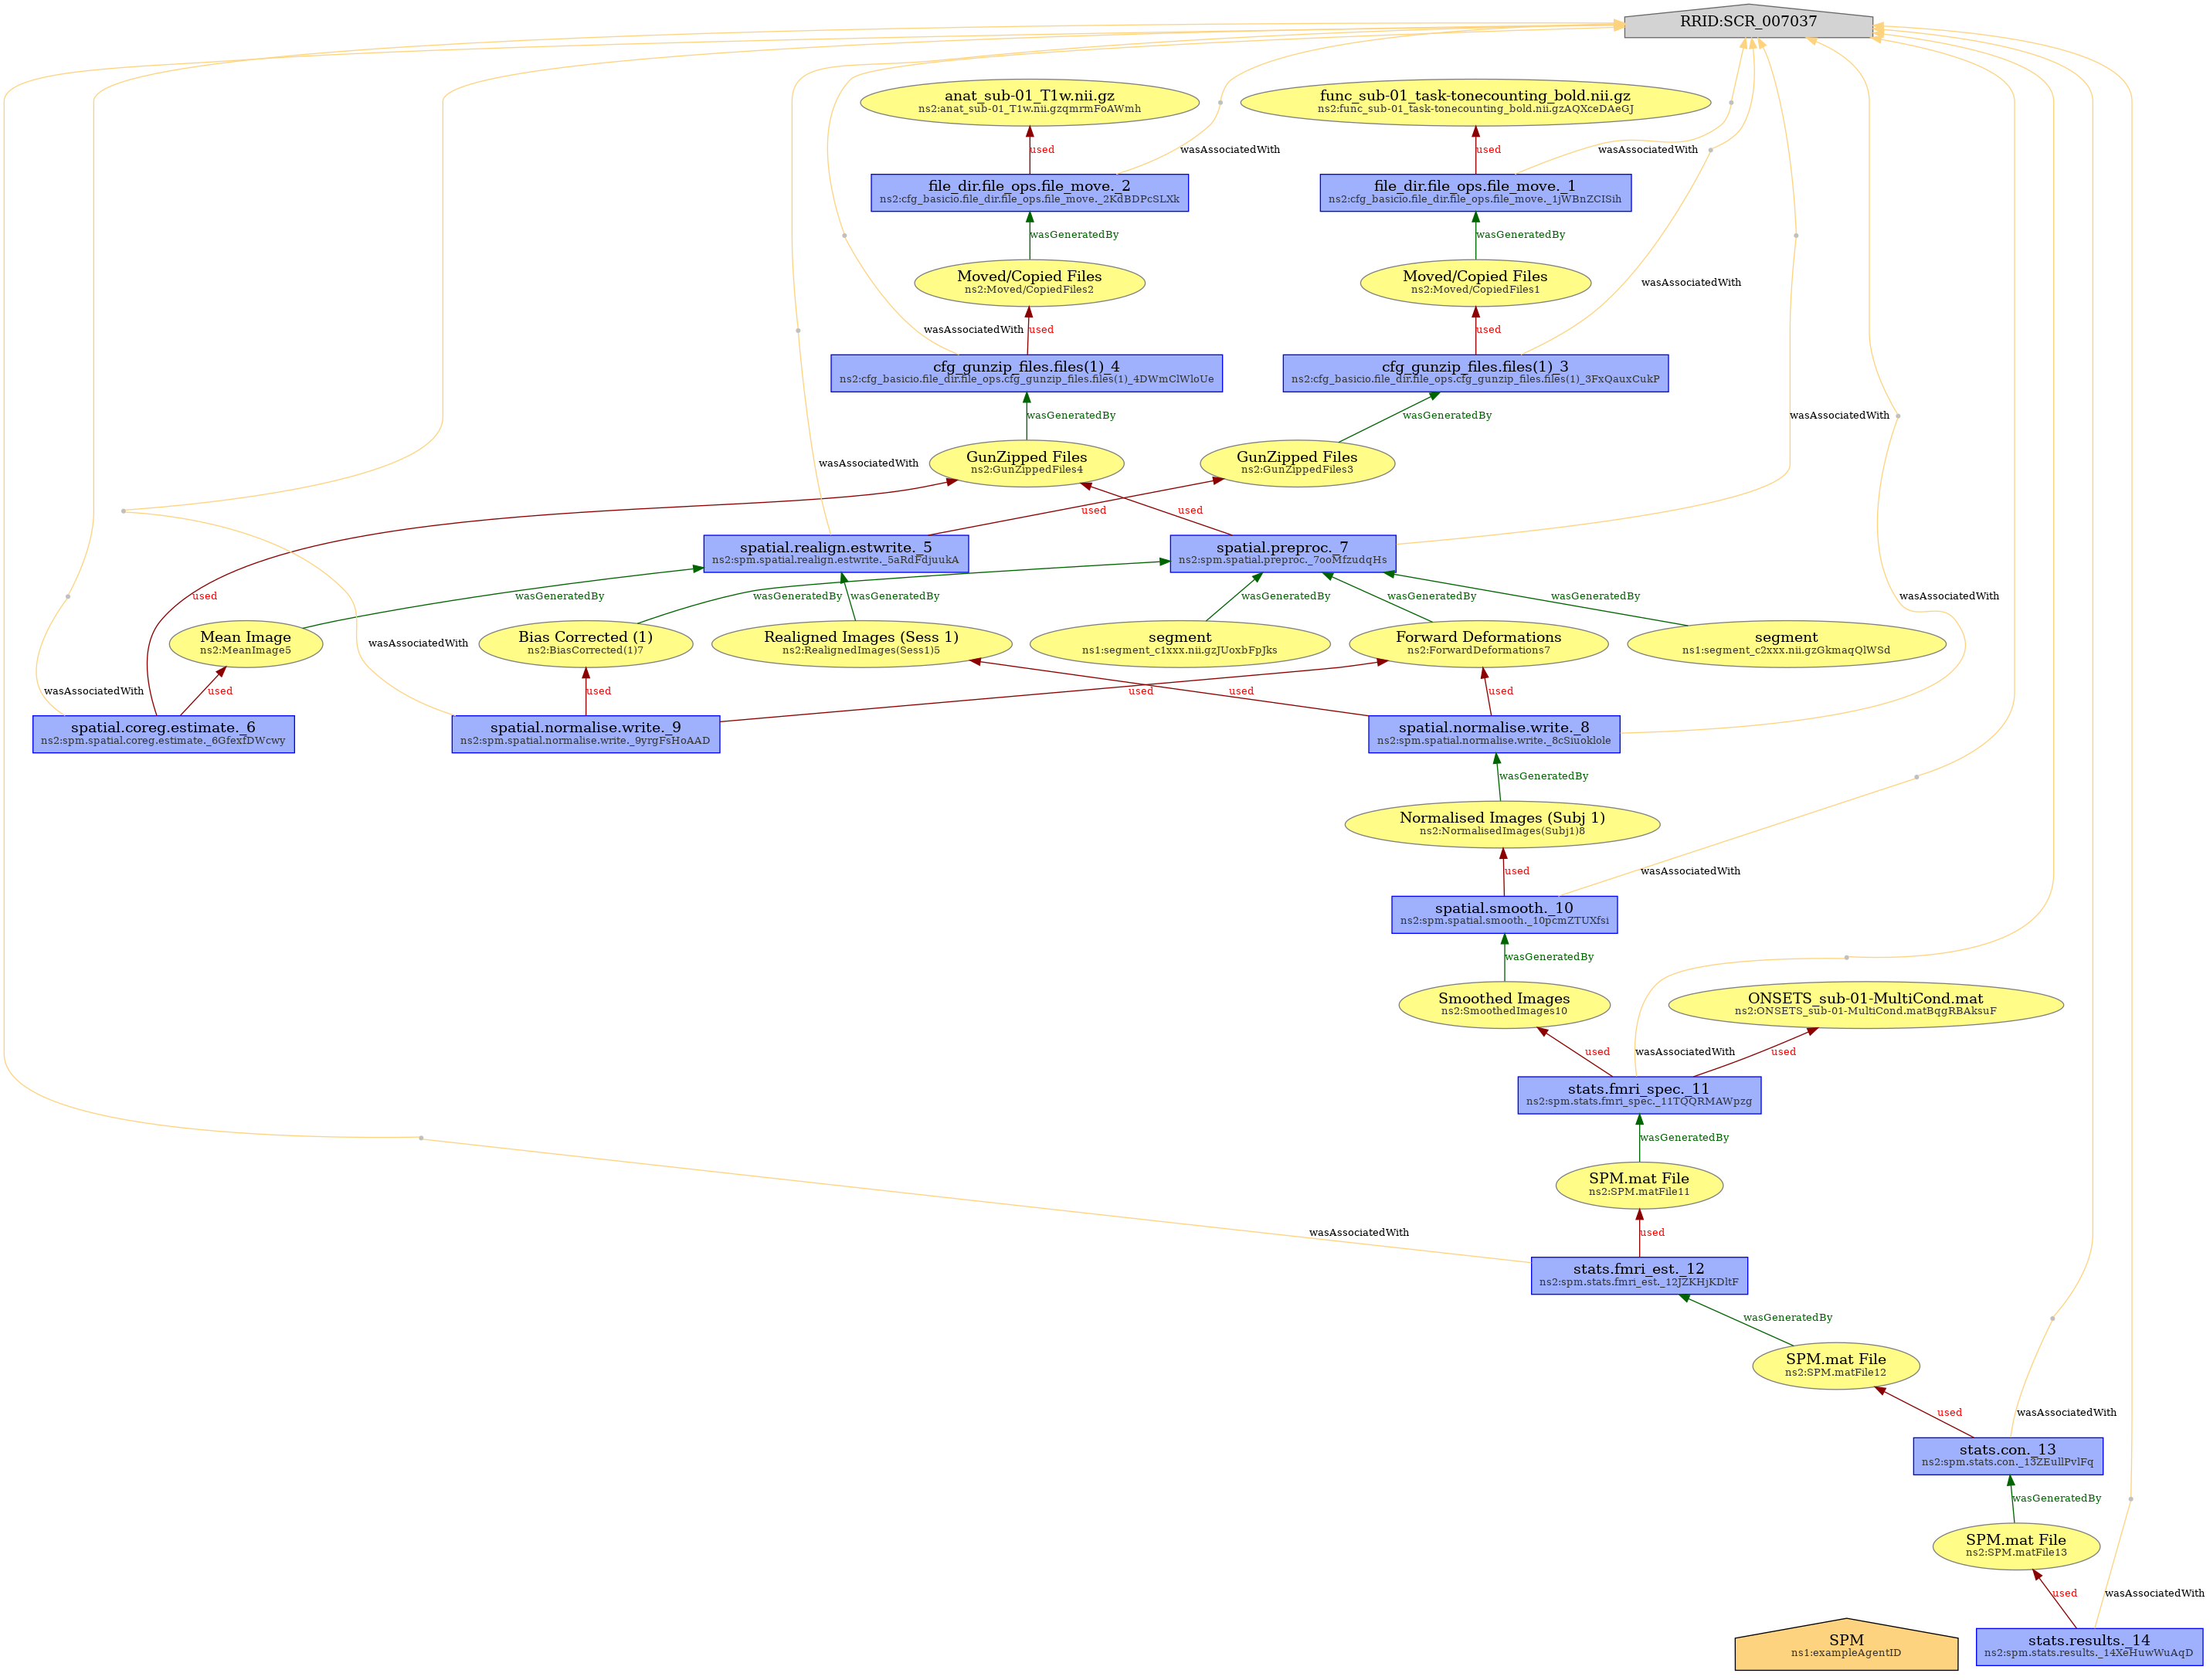 RRID:SCR_007037
anat_sub-01_T1w.nii.gz
ns2:anat_sub-01_T1w.nii.gzqmrmFoAWmh
func_sub-01_task-tonecounting_bold.nii.gz
ns2:func_sub-01_task-tonecounting_bold.nii.gzAQXceDAeGJ
used
wasAssociatedWith
used
wasAssociatedWith
file_dir.file_ops.file_move._2
ns2:cfg_basicio.file_dir.file_ops.file_move._2KdBDPcSLXk
file_dir.file_ops.file_move._1
ns2:cfg_basicio.file_dir.file_ops.file_move._1jWBnZCISih
wasGeneratedBy
wasGeneratedBy
Moved/Copied Files
ns2:Moved/CopiedFiles2
Moved/Copied Files
ns2:Moved/CopiedFiles1
wasAssociatedWith
wasAssociatedWith
used
used
cfg_gunzip_files.files(1)_4
ns2:cfg_basicio.file_dir.file_ops.cfg_gunzip_files.files(1)_4DWmClWloUe
cfg_gunzip_files.files(1)_3
ns2:cfg_basicio.file_dir.file_ops.cfg_gunzip_files.files(1)_3FxQauxCukP
wasGeneratedBy
wasGeneratedBy
wasAssociatedWith
GunZipped Files
ns2:GunZippedFiles4
GunZipped Files
ns2:GunZippedFiles3
wasAssociatedWith
used
used
spatial.realign.estwrite._5
ns2:spm.spatial.realign.estwrite._5aRdFdjuukA
spatial.preproc._7
ns2:spm.spatial.preproc._7ooMfzudqHs
used
wasGeneratedBy
wasGeneratedBy
wasGeneratedBy
wasGeneratedBy
wasGeneratedBy
wasGeneratedBy
wasAssociatedWith
Mean Image
ns2:MeanImage5
Bias Corrected (1)
ns2:BiasCorrected(1)7
Realigned Images (Sess 1)
ns2:RealignedImages(Sess1)5
segment
ns1:segment_c1xxx.nii.gzJUoxbFpJks
Forward Deformations
ns2:ForwardDeformations7
segment
ns1:segment_c2xxx.nii.gzGkmaqQlWSd
wasAssociatedWith
wasAssociatedWith
used
used
used
used
used
spatial.coreg.estimate._6
ns2:spm.spatial.coreg.estimate._6GfexfDWcwy
spatial.normalise.write._9
ns2:spm.spatial.normalise.write._9yrgFsHoAAD
spatial.normalise.write._8
ns2:spm.spatial.normalise.write._8cSiuoklole
wasGeneratedBy
Normalised Images (Subj 1)
ns2:NormalisedImages(Subj1)8
used
wasAssociatedWith
spatial.smooth._10
ns2:spm.spatial.smooth._10pcmZTUXfsi
wasGeneratedBy
Smoothed Images
ns2:SmoothedImages10
ONSETS_sub-01-MultiCond.mat
ns2:ONSETS_sub-01-MultiCond.matBqgRBAksuF
used
wasAssociatedWith
used
stats.fmri_spec._11
ns2:spm.stats.fmri_spec._11TQQRMAWpzg
wasGeneratedBy
SPM.mat File
ns2:SPM.matFile11
wasAssociatedWith
used
stats.fmri_est._12
ns2:spm.stats.fmri_est._12JZKHjKDltF
wasGeneratedBy
SPM.mat File
ns2:SPM.matFile12
used
wasAssociatedWith
stats.con._13
ns2:spm.stats.con._13ZEullPvlFq
wasGeneratedBy
SPM.mat File
ns2:SPM.matFile13
used
wasAssociatedWith
SPM
ns1:exampleAgentID
stats.results._14
ns2:spm.stats.results._14XeHuwWuAqD